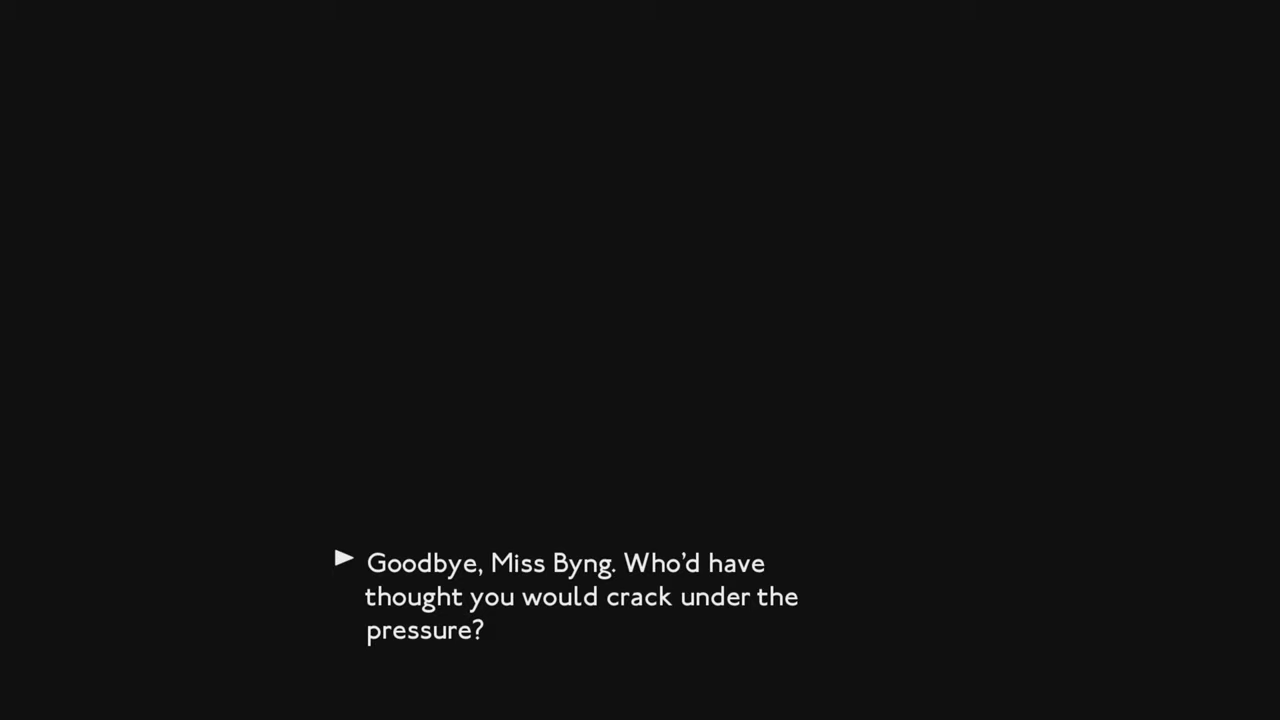 Goodbye, Miss Byng. Who’d have
thought you would crack under the
pressure?